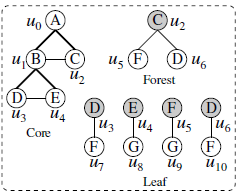 u0 A
u1 B C u2
D E
u3 u4
Core
C u2
u5 F D u6
Forest
D E F D
u3 u4 u5 u6
F G G F
u7 u8 u9 u10
Leaf